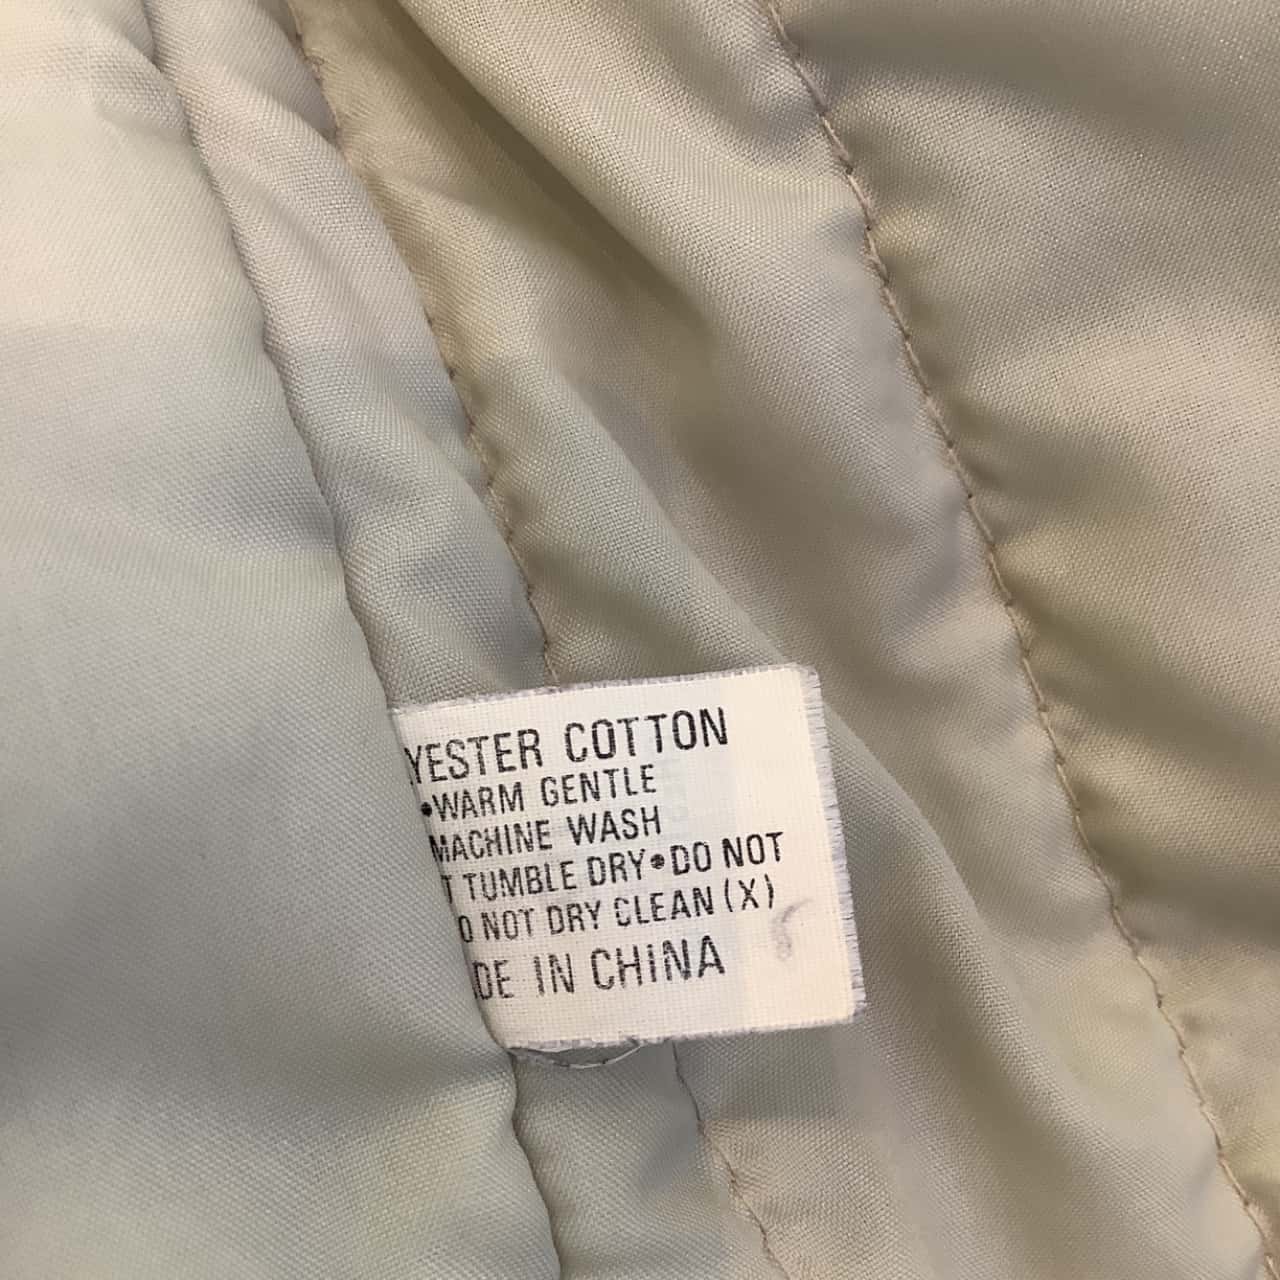 YESTER COTTON
•WARM GENTLE
MACHINE WASH
T TUMBLE DRY•DO NOT
O NOT DRY CLEAN (X)
DE IN CHINA